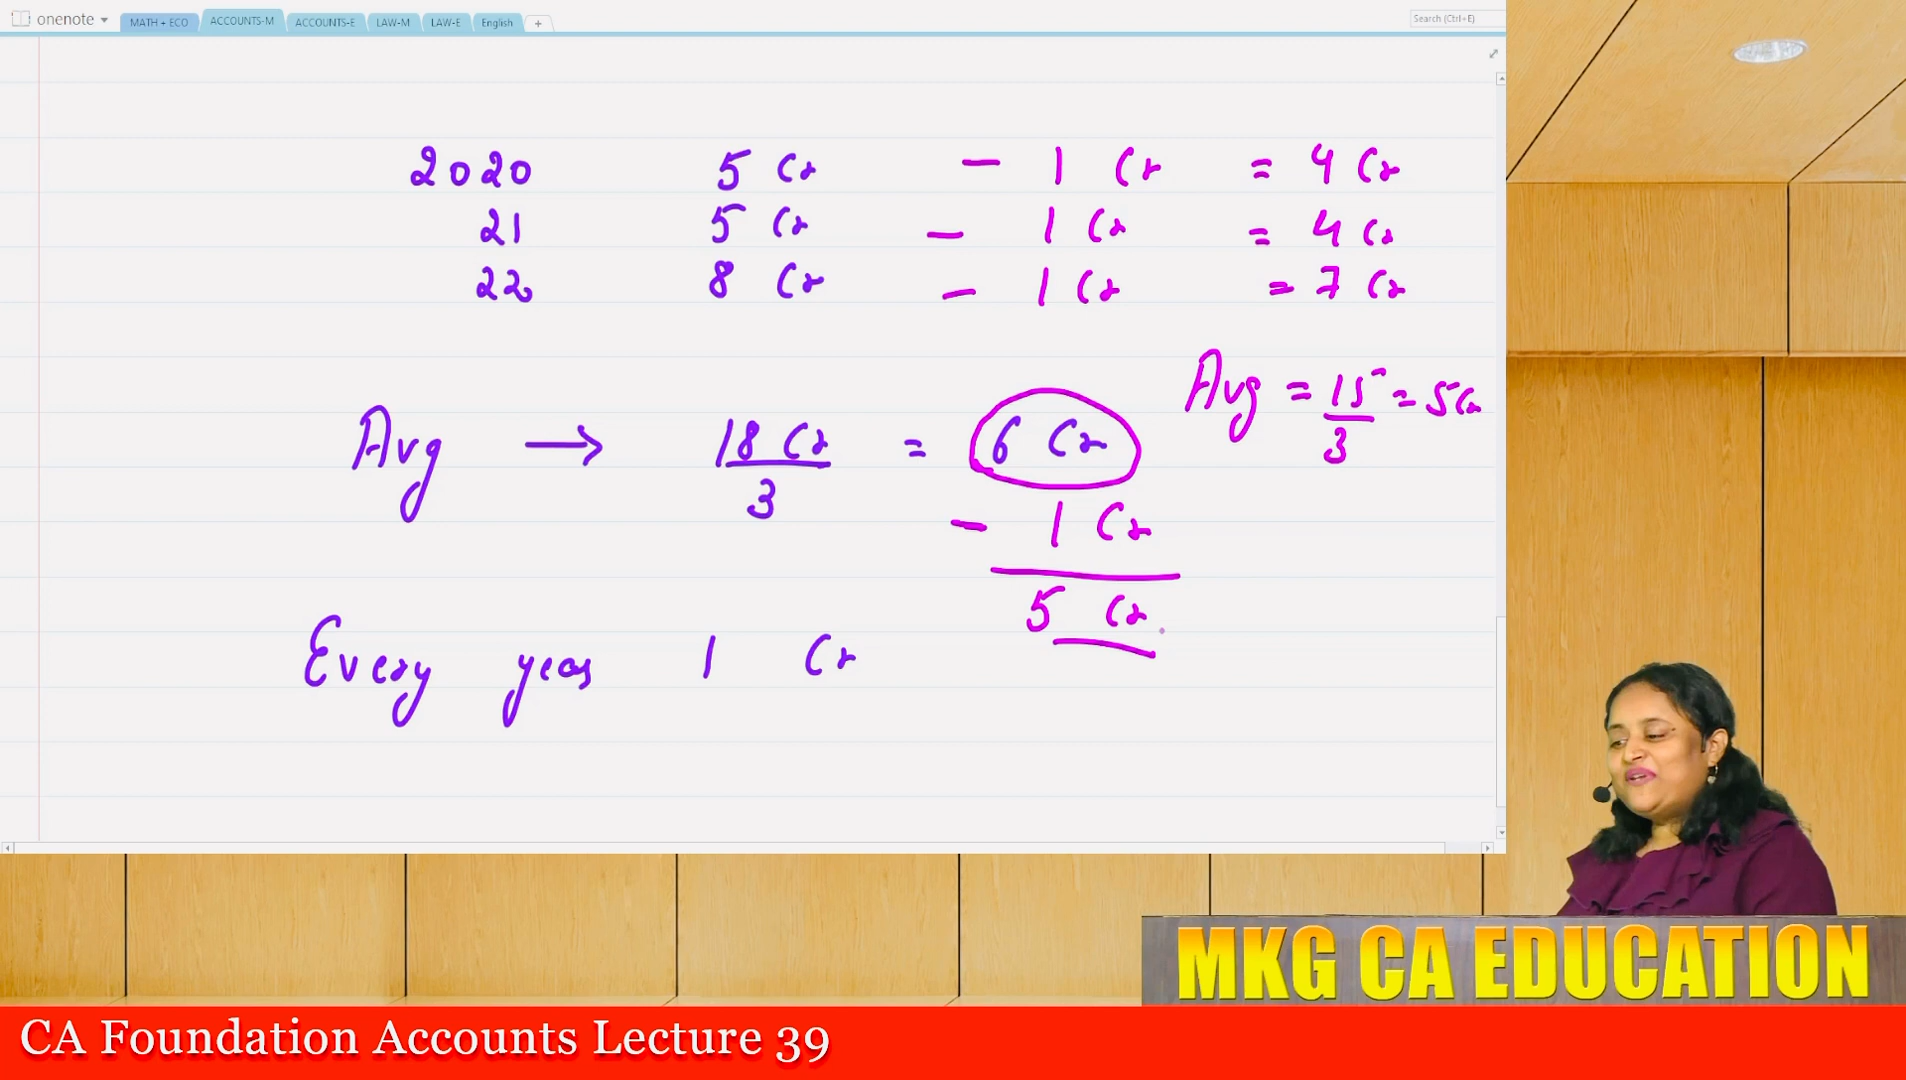 onenote MATH + ECO ACCOUNTS-M ACCOUNTS-E LAW-M LAW-E English + Search (Ctrl+E)
2020 5 Cr - 1 Cr = 4 Cr
21 5 Cr - 1 Cr = 4 Cr
22 8 Cr - 1 Cr = 7 Cr
Avg = 15/3 = 5Cr
Avg → 18 Cr/3 = 6 Cr
- 1 Cr
5 Cr
Every year 1 Cr
MKG CA EDUCATION
CA Foundation Accounts Lecture 39